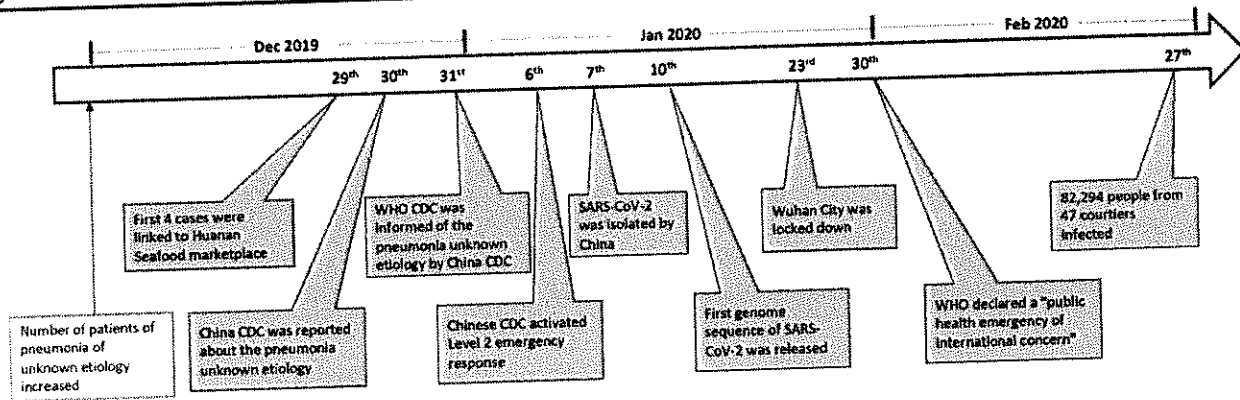 Dec 2019
Jan 2020
Feb 2020
29th
30th
31st
6th
7th
10th
23rd
30th
27th
First 4 cases were
linked to Huanan
Seafood marketplace
WHO CDC was
informed of the
pneumonia unknown
etiology by China CDC
SARS-CoV-2
was isolated by
China
Wuhan City was
locked down
82,294 people from
47 courtiers
infected
Number of patients of
pneumonia of
unknown etiology
increased
China CDC was reported
about the pneumonia
unknown etiology
Chinese CDC activated
Level 2 emergency
response
First genome
sequence of SARS-
CoV-2 was released
WHO declared a "public
health emergency of
international concern"